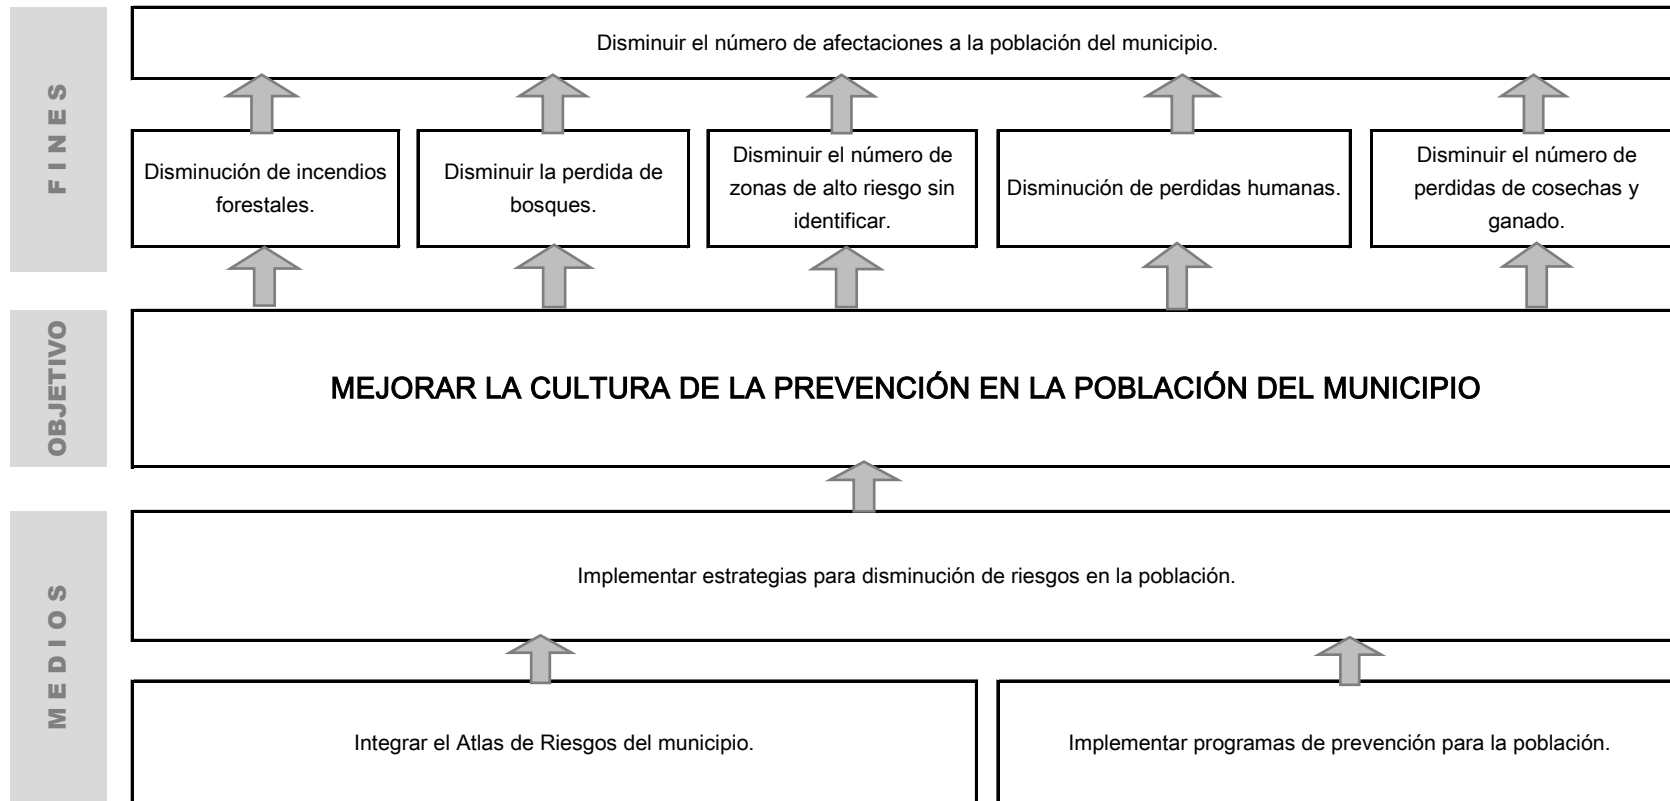 FINES
Disminuir el número de afectaciones a la población del municipio.
Disminución de incendios
forestales.
Disminuir la perdida de
bosques.
Disminuir el número de
zonas de alto riesgo sin
identificar.
Disminución de perdidas humanas.
Disminuir el número de
perdidas de cosechas y
ganado.
OBJETIVO
MEJORAR LA CULTURA DE LA PREVENCIÓN EN LA POBLACIÓN DEL MUNICIPIO
MEDIOS
Implementar estrategias para disminución de riesgos en la población.
Integrar el Atlas de Riesgos del municipio.
Implementar programas de prevención para la población.